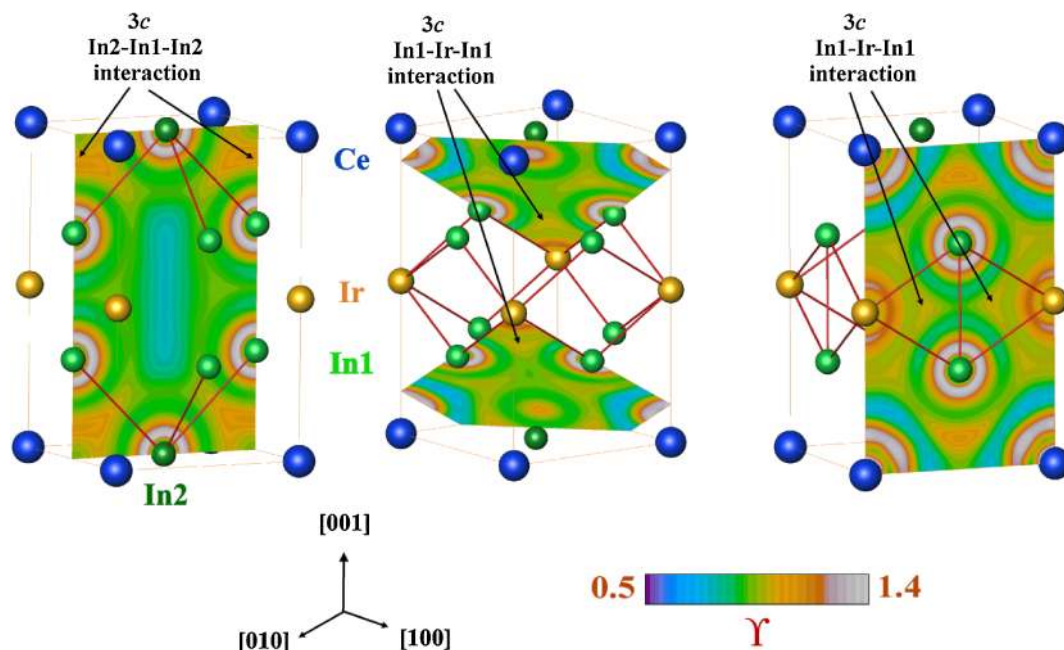 3c
In2-In1-In2
interaction
3c
In1-Ir-In1
interaction
3c
In1-Ir-In1
interaction
Ce
Ir
In1
In2
[001]
[010]
[100]
0.5
1.4
ϒ